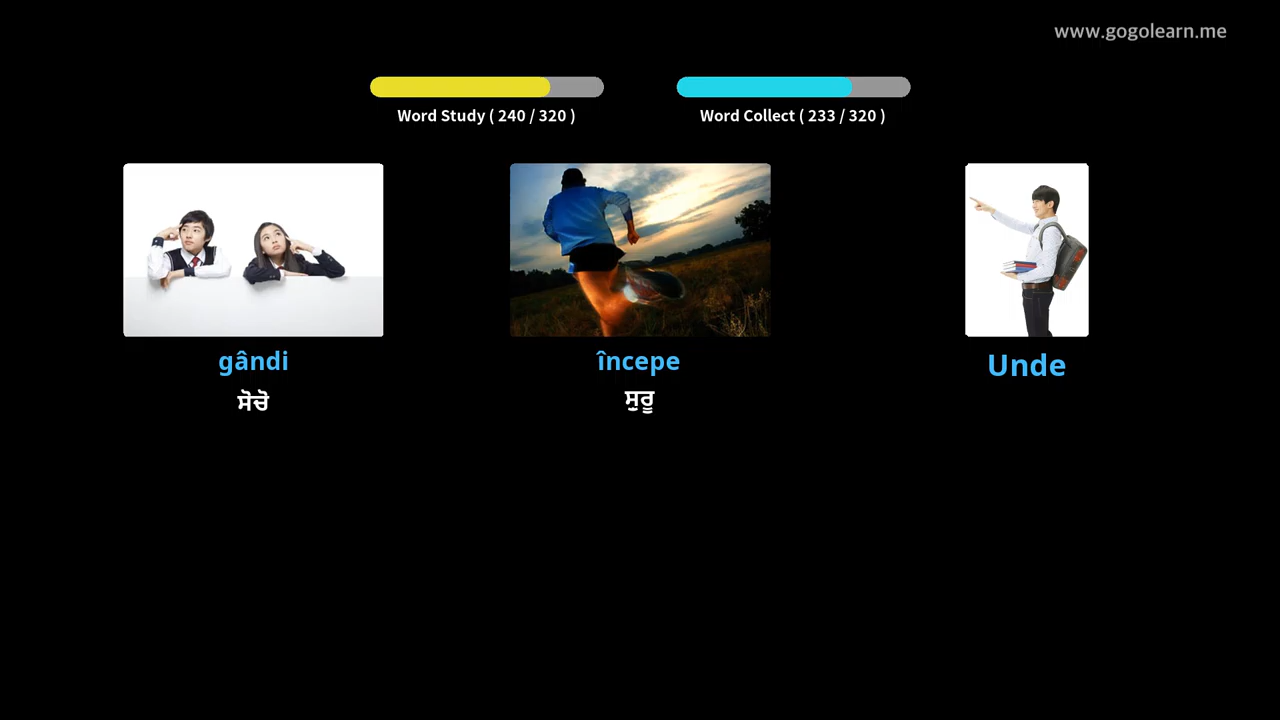 www.gogolearn.me
Word Study ( 240 / 320 )
Word Collect ( 233 / 320 )
gândi
începe
Unde
ਸੋਚੋ
ਸ਼ੁਰੂ